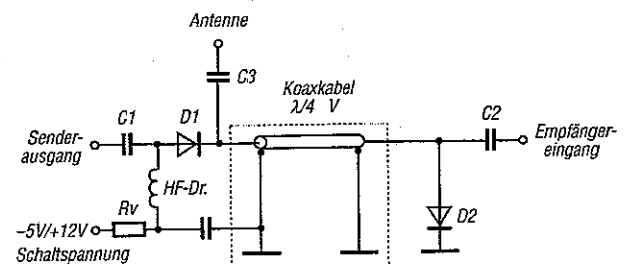 Antenne
C3
Koaxkabel
λ/4 V
C1
D1
C2
Sender-
ausgang
Empfänger-
eingang
HF-Dr.
Rv
D2
–5V/+12V
Schaltspannung